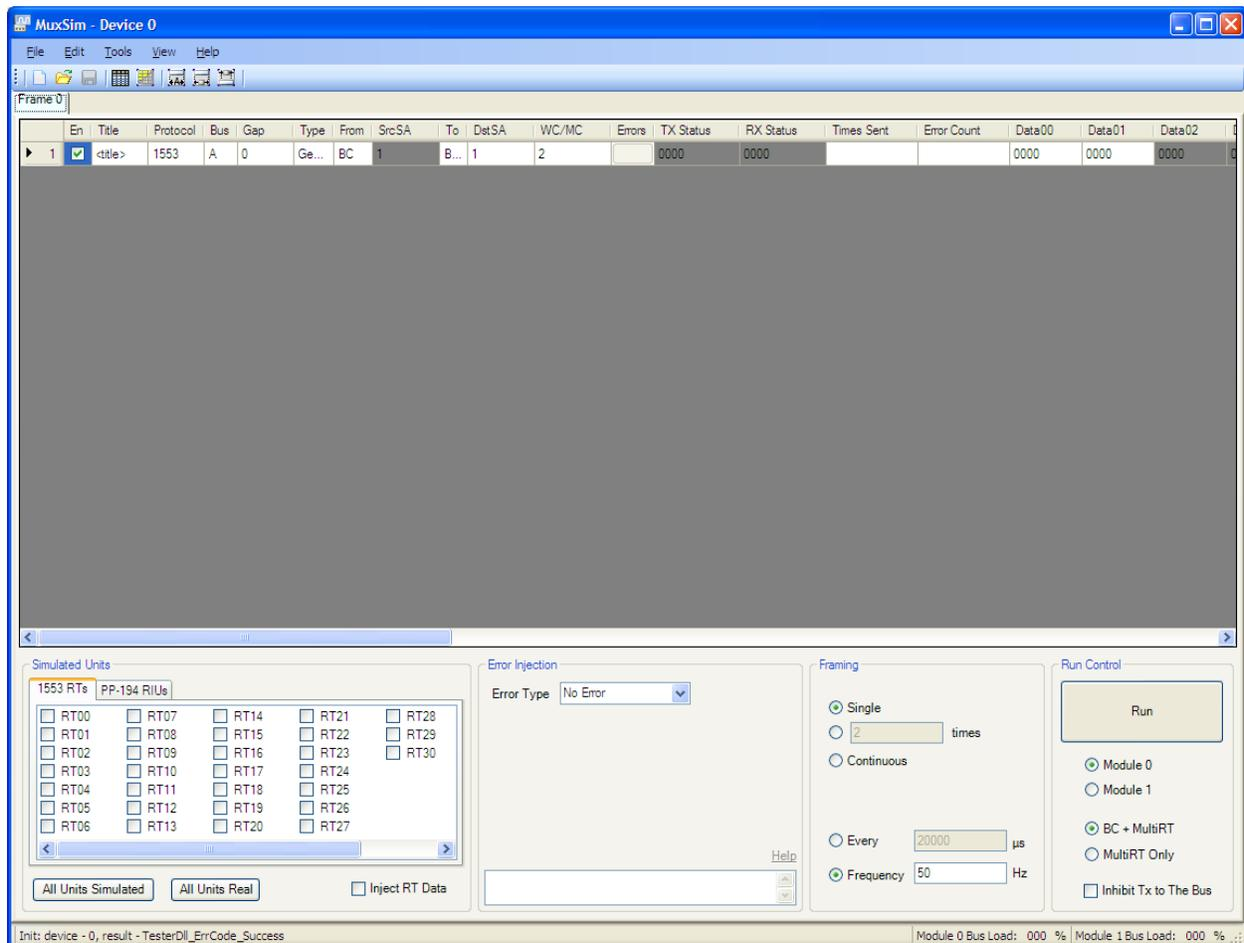 MuxSim - Device 0
File Edit Tools View Help
Frame 0
En Title Protocol Bus Gap Type From SrcSA To DstSA WC/MC Errors TX Status RX Status Times Sent Error Count Data00 Data01 Data02
1 <title> 1553 A 0 Ge... BC 1 B... 1 2 0000 0000 0000 0000 0000
Simulated Units
1553 RTs PP-194 RIUs
RT00 RT07 RT14 RT21 RT28
RT01 RT08 RT15 RT22 RT29
RT02 RT09 RT16 RT23 RT30
RT03 RT10 RT17 RT24
RT04 RT11 RT18 RT25
RT05 RT12 RT19 RT26
RT06 RT13 RT20 RT27
All Units Simulated All Units Real Inject RT Data
Error Injection
Error Type No Error
Help
Framing
Single
2 times
Continuous
Every 20000 µs
Frequency 50 Hz
Run Control
Run
Module 0
Module 1
BC + MultiRT
MultiRT Only
Inhibit Tx to The Bus
Init: device - 0, result - TesterDll_ErrCode_Success
Module 0 Bus Load: 000 % Module 1 Bus Load: 000 %